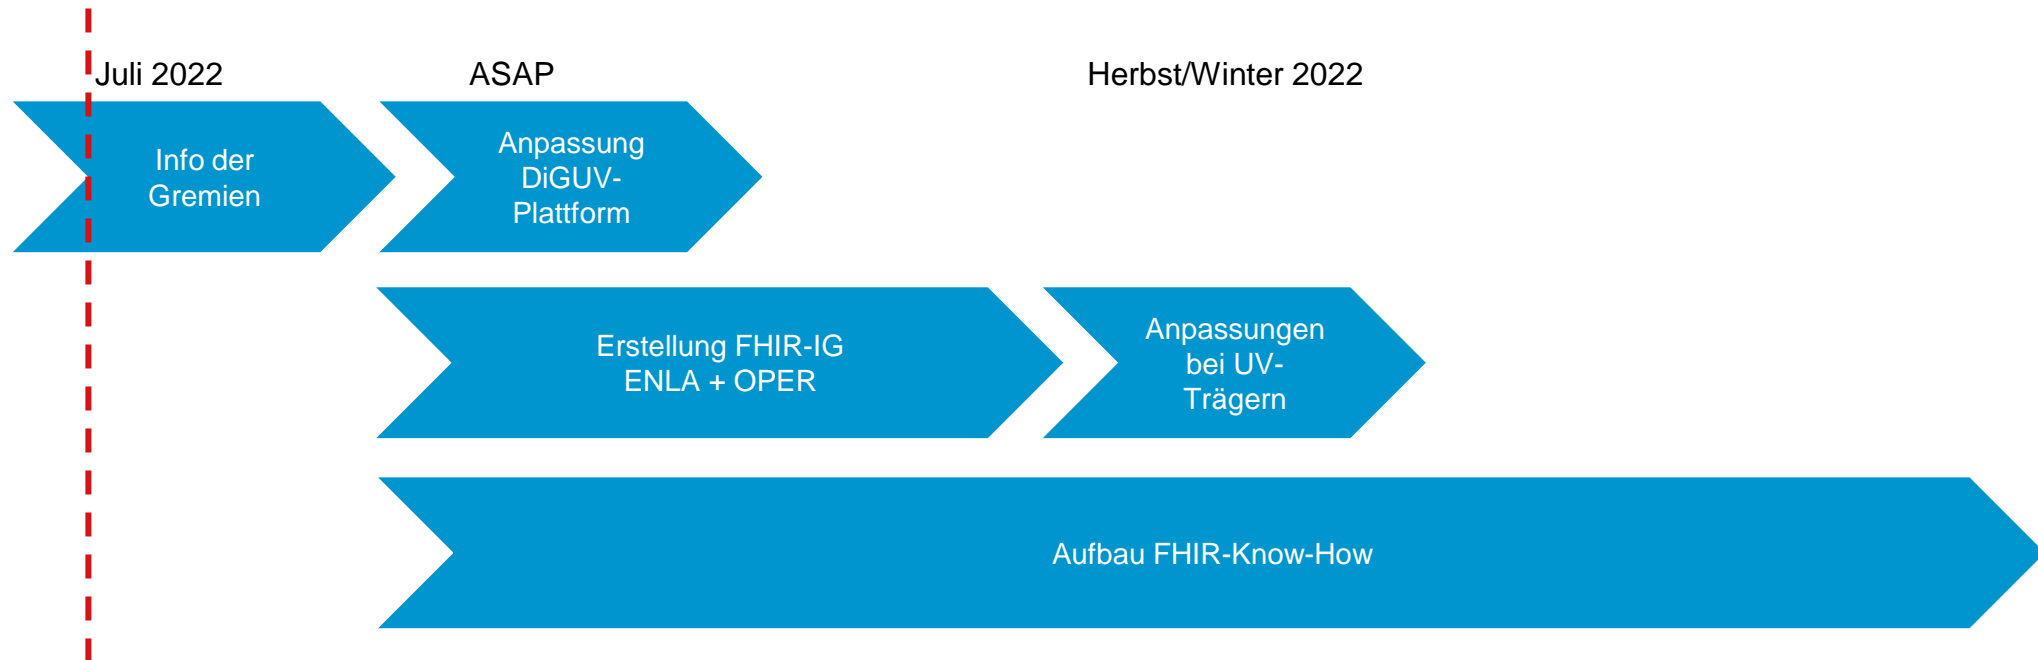 Juli 2022
ASAP
Herbst/Winter 2022
Info der
Gremien
Anpassung
DiGUV-
Plattform
Erstellung FHIR-IG
ENLA + OPER
Anpassungen
bei UV-
Trägern
Aufbau FHIR-Know-How